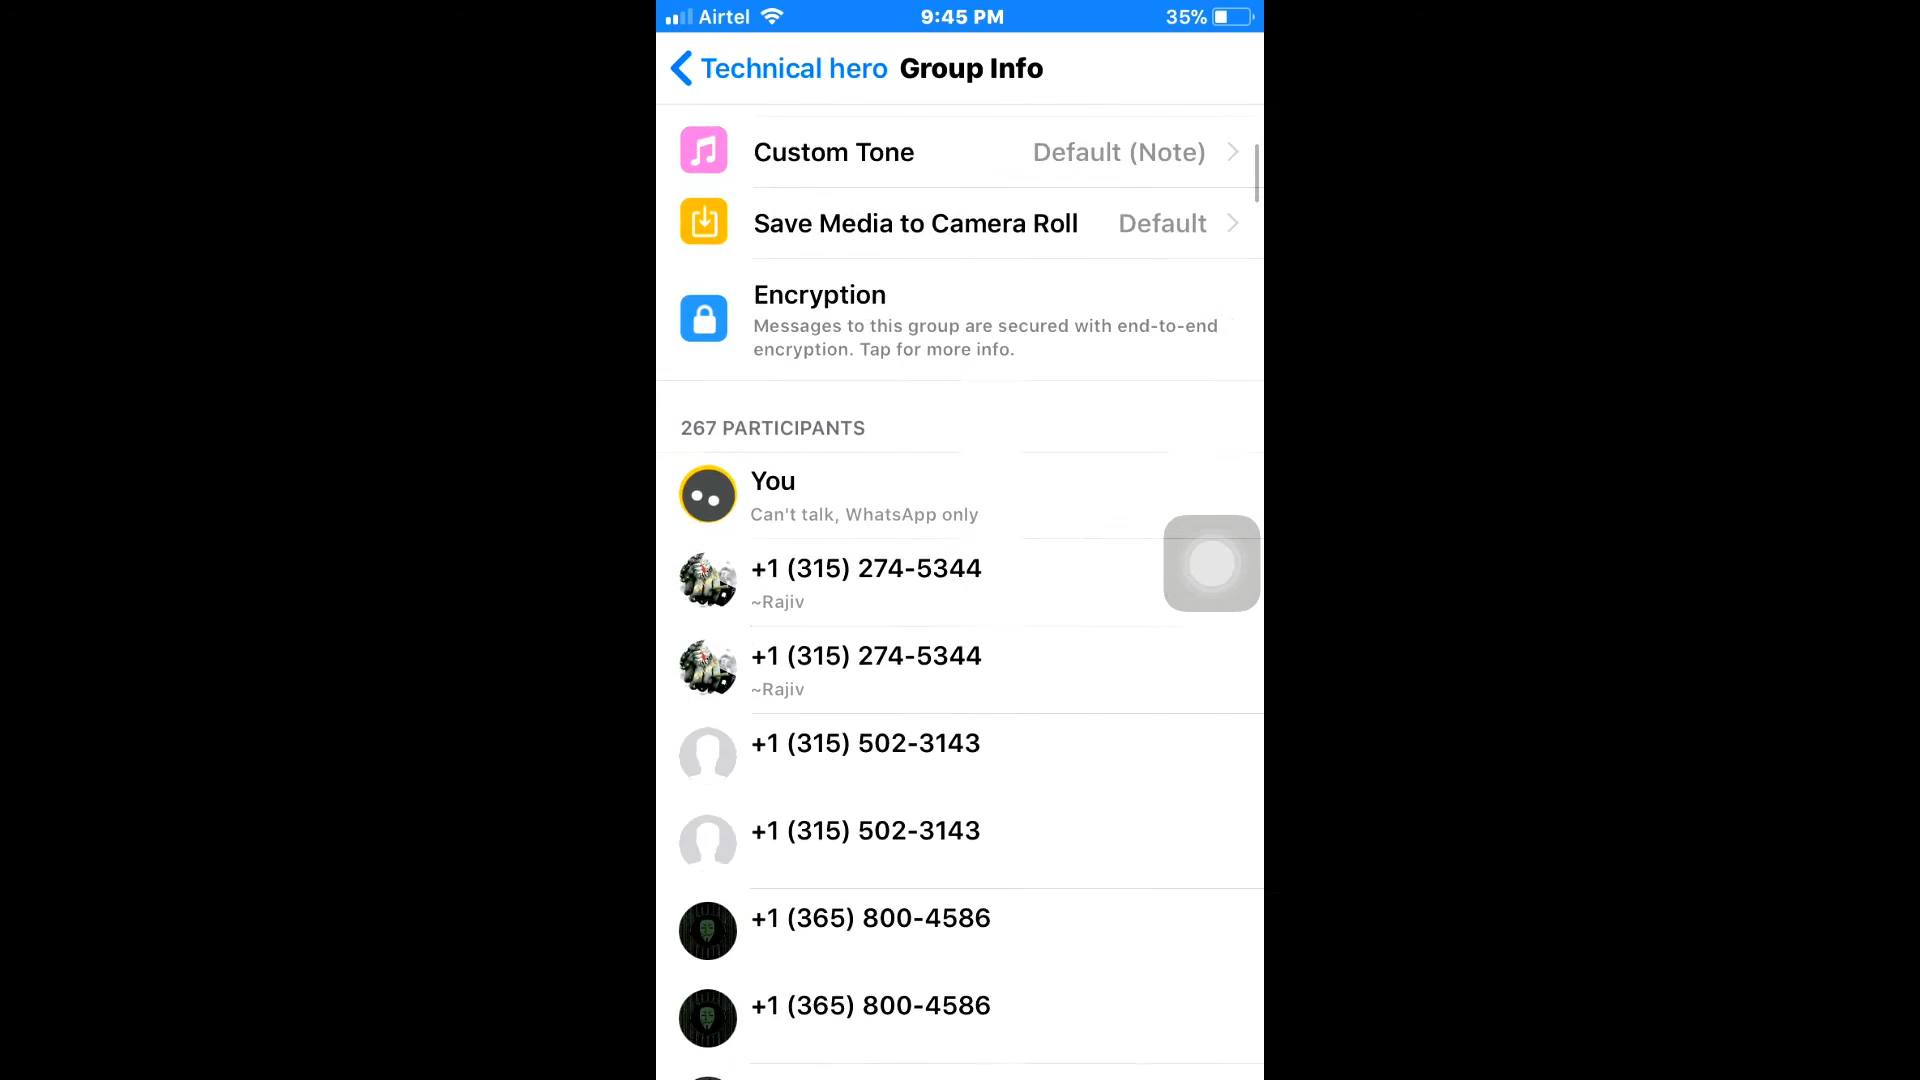 Airtel 9:45 PM 35%
Technical hero Group Info
Custom Tone Default (Note)
Save Media to Camera Roll Default
Encryption
Messages to this group are secured with end-to-end
encryption. Tap for more info.
267 PARTICIPANTS
You
Can't talk, WhatsApp only
+1 (315) 274-5344
~Rajiv
+1 (315) 274-5344
~Rajiv
+1 (315) 502-3143
+1 (315) 502-3143
+1 (365) 800-4586
+1 (365) 800-4586